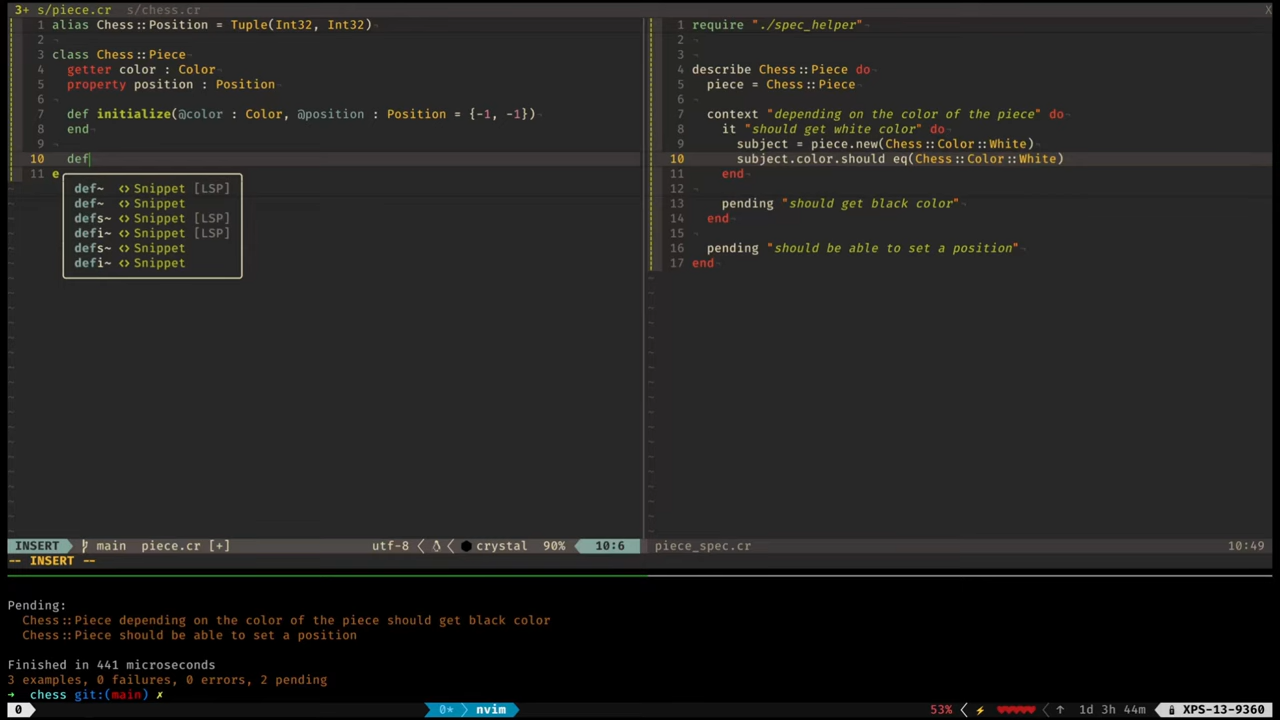 3+ s/piece.cr  s/chess.cr X
1 alias Chess::Position = Tuple(Int32, Int32)
2
3 class Chess::Piece
4   getter color : Color
5   property position : Position
6
7   def initialize(@color : Color, @position : Position = {-1, -1})
8   end
9
10   def
11 e
def~ <> Snippet [LSP]
def~ <> Snippet
defs~ <> Snippet [LSP]
defi~ <> Snippet [LSP]
defs~ <> Snippet
defi~ <> Snippet
INSERT main piece.cr [+] utf-8 crystal 90% 10:6
-- INSERT --
1 require "./spec_helper"
2
3
4 describe Chess::Piece do
5   piece = Chess::Piece
6
7   context "depending on the color of the piece" do
8     it "should get white color" do
9       subject = piece.new(Chess::Color::White)
10       subject.color.should eq(Chess::Color::White)
11     end
12
13     pending "should get black color"
14   end
15
16   pending "should be able to set a position"
17 end
piece_spec.cr 10:49
Pending:
  Chess::Piece depending on the color of the piece should get black color
  Chess::Piece should be able to set a position
Finished in 441 microseconds
3 examples, 0 failures, 0 errors, 2 pending
→ chess git:(main) ✗
0 0* nvim 53% ⚡ ♥♥♥♥♥ ↑ 1d 3h 44m XPS-13-9360